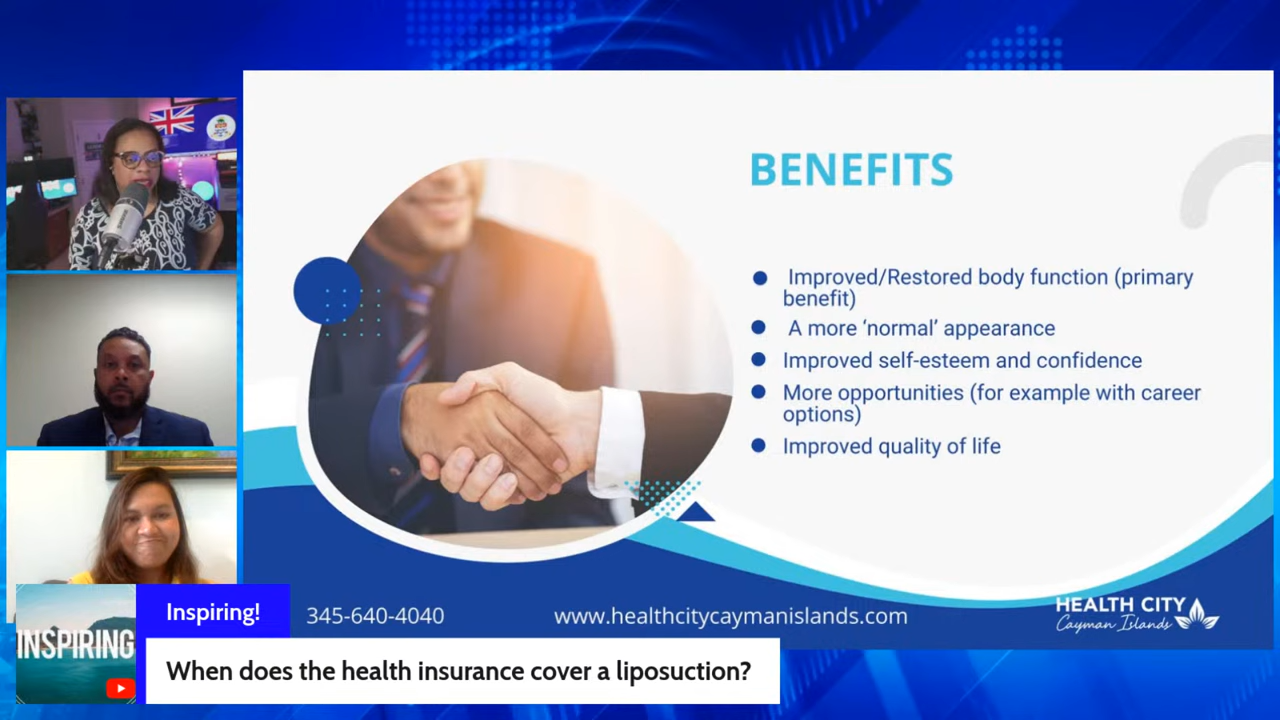 BENEFITS
Improved/Restored body function (primary
benefit)
A more ‘normal’ appearance
Improved self-esteem and confidence
More opportunities (for example with career
options)
Improved quality of life
345-640-4040
www.healthcitycaymanislands.com
HEALTH CITY
Cayman Islands
INSPIRING
Inspiring!
When does the health insurance cover a liposuction?